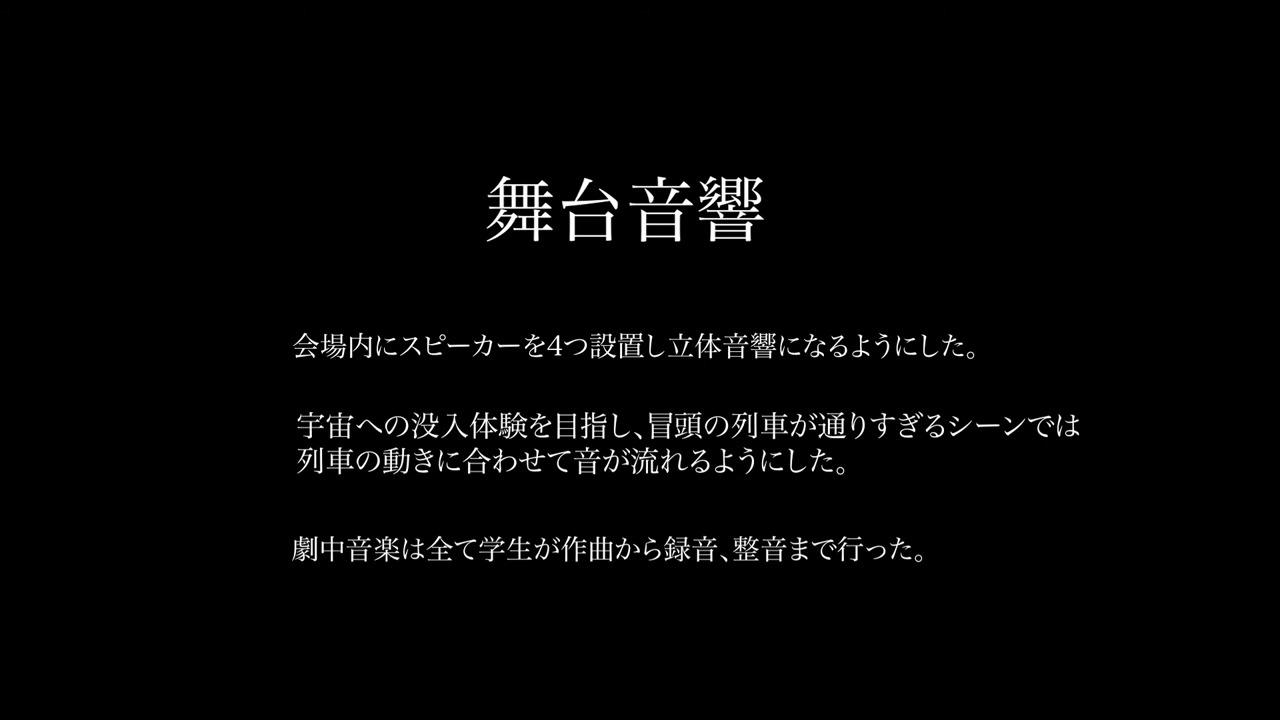 舞台音響
会場内にスピーカーを4つ設置し立体音響になるようにした。
宇宙への没入体験を目指し、冒頭の列車が通りすぎるシーンでは
列車の動きに合わせて音が流れるようにした。
劇中音楽は全て学生が作曲から録音、整音まで行った。